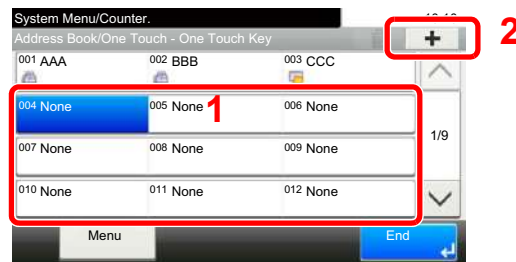 System Menu/Counter.
Address Book/One Touch - One Touch Key
+
2
001 AAA 002 BBB 003 CCC
004 None 005 None 1 006 None
1/9
007 None 008 None 009 None
010 None 011 None 012 None
Menu End